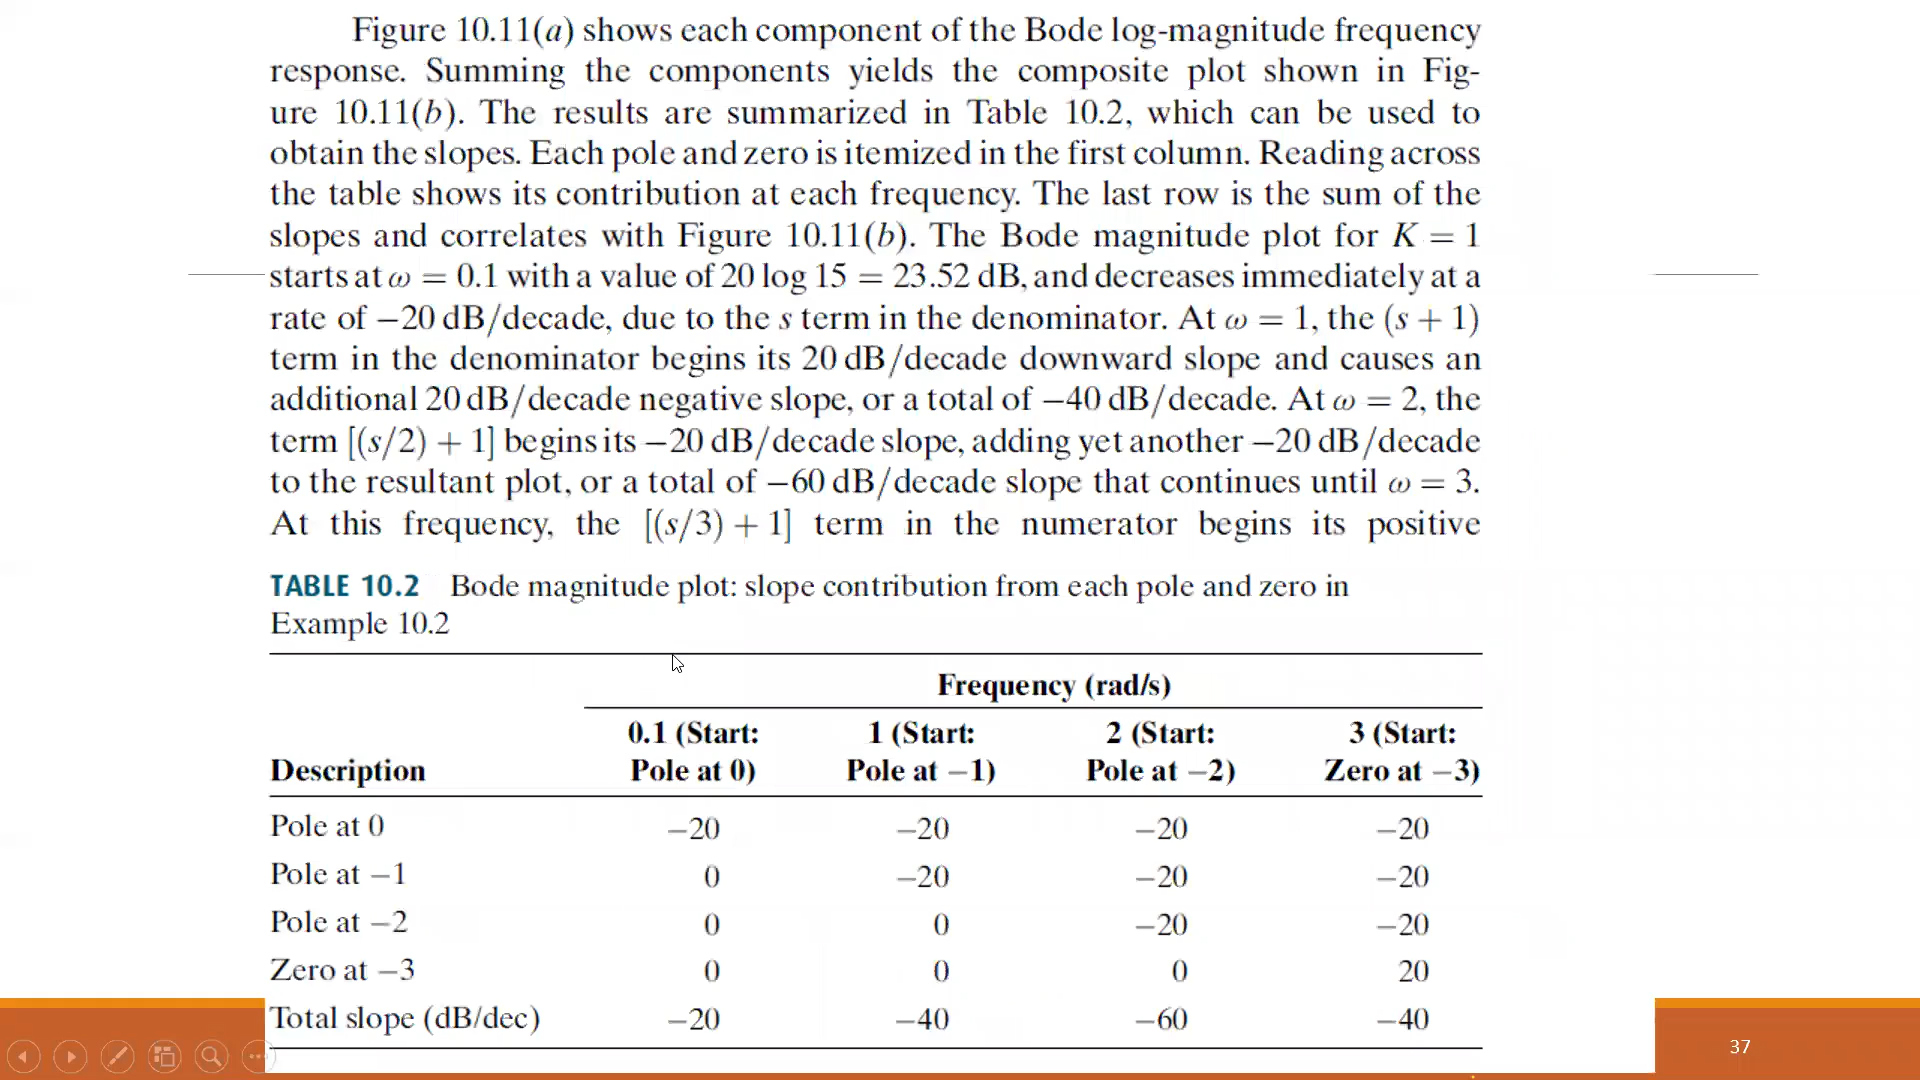 Figure 10.11(a) shows each component of the Bode log-magnitude frequency
response. Summing the components yields the composite plot shown in Fig-
ure 10.11(b). The results are summarized in Table 10.2, which can be used to
obtain the slopes. Each pole and zero is itemized in the first column. Reading across
the table shows its contribution at each frequency. The last row is the sum of the
slopes and correlates with Figure 10.11(b). The Bode magnitude plot for K = 1
starts at ω = 0.1 with a value of 20 log 15 = 23.52 dB, and decreases immediately at a
rate of −20 dB/decade, due to the s term in the denominator. At ω = 1, the (s + 1)
term in the denominator begins its 20 dB/decade downward slope and causes an
additional 20 dB/decade negative slope, or a total of −40 dB/decade. At ω = 2, the
term [(s/2) + 1] begins its −20 dB/decade slope, adding yet another −20 dB/decade
to the resultant plot, or a total of −60 dB/decade slope that continues until ω = 3.
At this frequency, the [(s/3) + 1] term in the numerator begins its positive
TABLE 10.2 Bode magnitude plot: slope contribution from each pole and zero in
Example 10.2
Frequency (rad/s)
0.1 (Start: 1 (Start: 2 (Start: 3 (Start:
Description Pole at 0) Pole at −1) Pole at −2) Zero at −3)
Pole at 0 −20 −20 −20 −20
Pole at −1 0 −20 −20 −20
Pole at −2 0 0 −20 −20
Zero at −3 0 0 0 20
Total slope (dB/dec) −20 −40 −60 −40
37